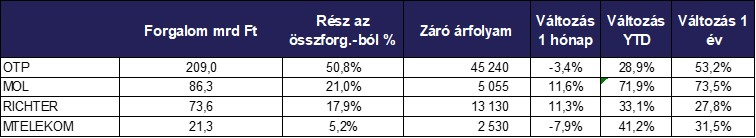 Forgalom mrd Ft Rész az összforg.-ból % Záró árfolyam Változás 1 hónap Változás YTD Változás 1 év
OTP 209,0 50,8% 45 240 -3,4% 28,9% 53,2%
MOL 86,3 21,0% 5 055 11,6% 71,9% 73,5%
RICHTER 73,6 17,9% 13 130 11,3% 33,1% 27,8%
MTELEKOM 21,3 5,2% 2 530 -7,9% 41,2% 31,5%